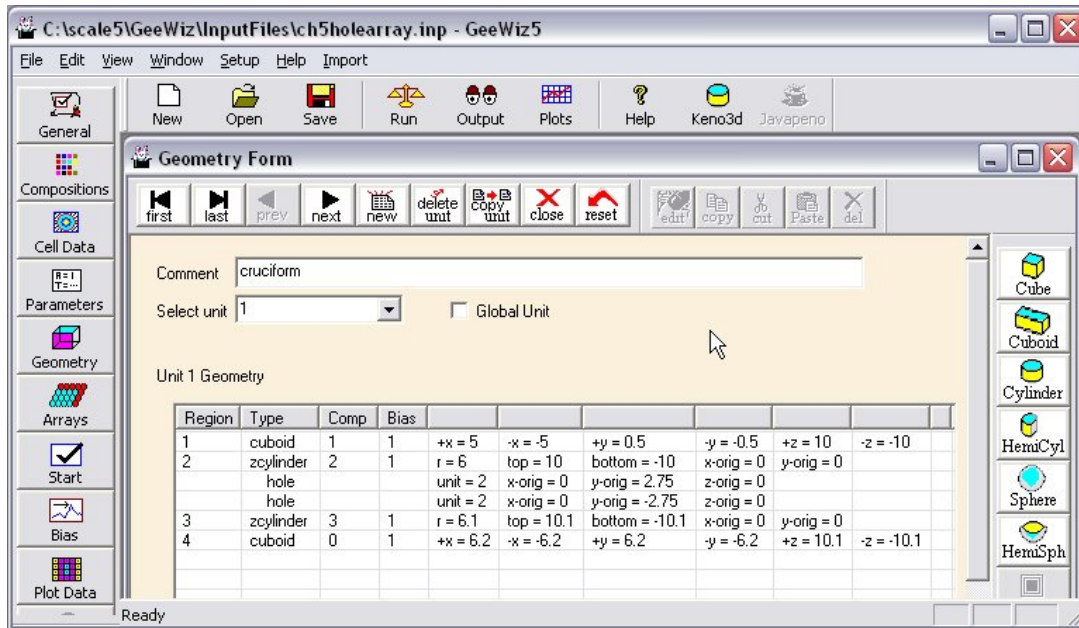 C:\scale5\GeeWiz\InputFiles\ch5holearray.inp - GeeWiz5
File Edit View Window Setup Help Import
General
Compositions
Cell Data
Parameters
Geometry
Arrays
Start
Bias
Plot Data
New Open Save Run Output Plots Help Keno3d Javapeno
Geometry Form
first last prev next new delete unit copy unit close reset edit copy cut Paste del
Comment cruciform
Select unit 1 Global Unit
Unit 1 Geometry
Region Type Comp Bias
1 cuboid 1 1 +x = 5 -x = -5 +y = 0.5 -y = -0.5 +z = 10 -z = -10
2 zcylinder 2 1 r = 6 top = 10 bottom = -10 x-orig = 0 y-orig = 0
hole unit = 2 x-orig = 0 y-orig = 2.75 z-orig = 0
hole unit = 2 x-orig = 0 y-orig = -2.75 z-orig = 0
3 zcylinder 3 1 r = 6.1 top = 10.1 bottom = -10.1 x-orig = 0 y-orig = 0
4 cuboid 0 1 +x = 6.2 -x = -6.2 +y = 6.2 -y = -6.2 +z = 10.1 -z = -10.1
Cube
Cuboid
Cylinder
HemiCyl
Sphere
HemiSph
Ready